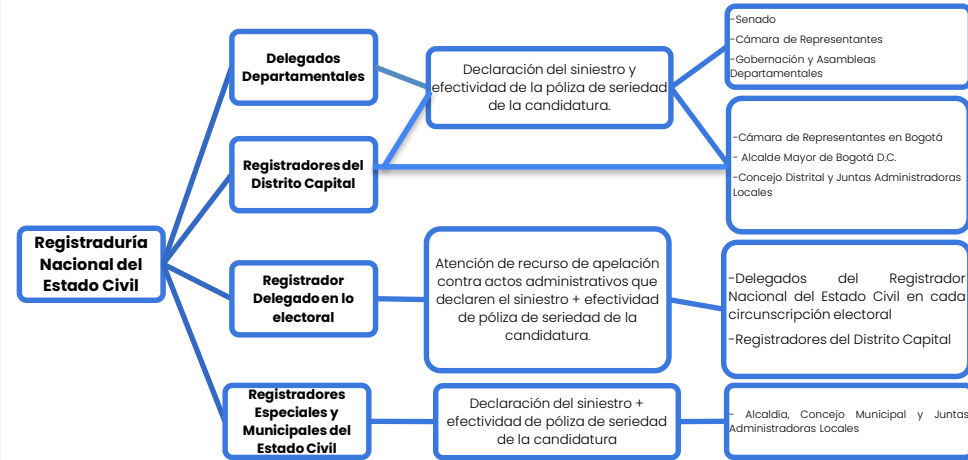 Registraduría
Nacional del
Estado Civil
Delegados
Departamentales
Declaración del siniestro y
efectividad de la póliza de seriedad
de la candidatura.
-Senado
-Cámara de Representantes
-Gobernación y Asambleas
Departamentales
Registradores del
Distrito Capital
-Cámara de Representantes en Bogotá
- Alcalde Mayor de Bogotá D.C.
-Concejo Distrital y Juntas Administradoras
Locales
Registrador
Delegado en lo
electoral
Atención de recurso de apelación
contra actos administrativos que
declaren el siniestro + efectividad
de póliza de seriedad de la
candidatura.
-Delegados del Registrador
Nacional del Estado Civil en cada
circunscripción electoral
-Registradores del Distrito Capital
Registradores
Especiales y
Municipales del
Estado Civil
Declaración del siniestro +
efectividad de póliza de seriedad
de la candidatura
- Alcaldía, Concejo Municipal y Juntas
Administradoras Locales